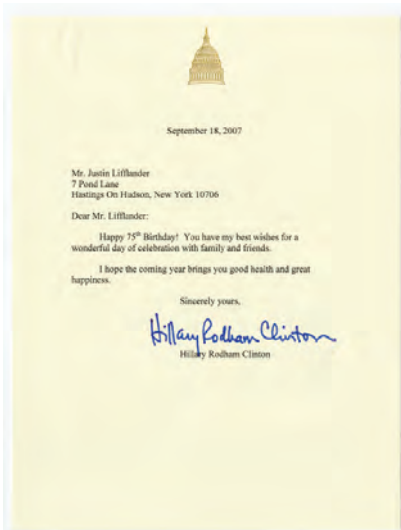 September 18, 2007
Mr. Justin Lifflander
7 Pond Lane
Hastings On Hudson, New York 10706
Dear Mr. Lifflander:
Happy 75th Birthday! You have my best wishes for a
wonderful day of celebration with family and friends.
I hope the coming year brings you good health and great
happiness.
Sincerely yours,
Hillary Rodham Clinton
Hillary Rodham Clinton